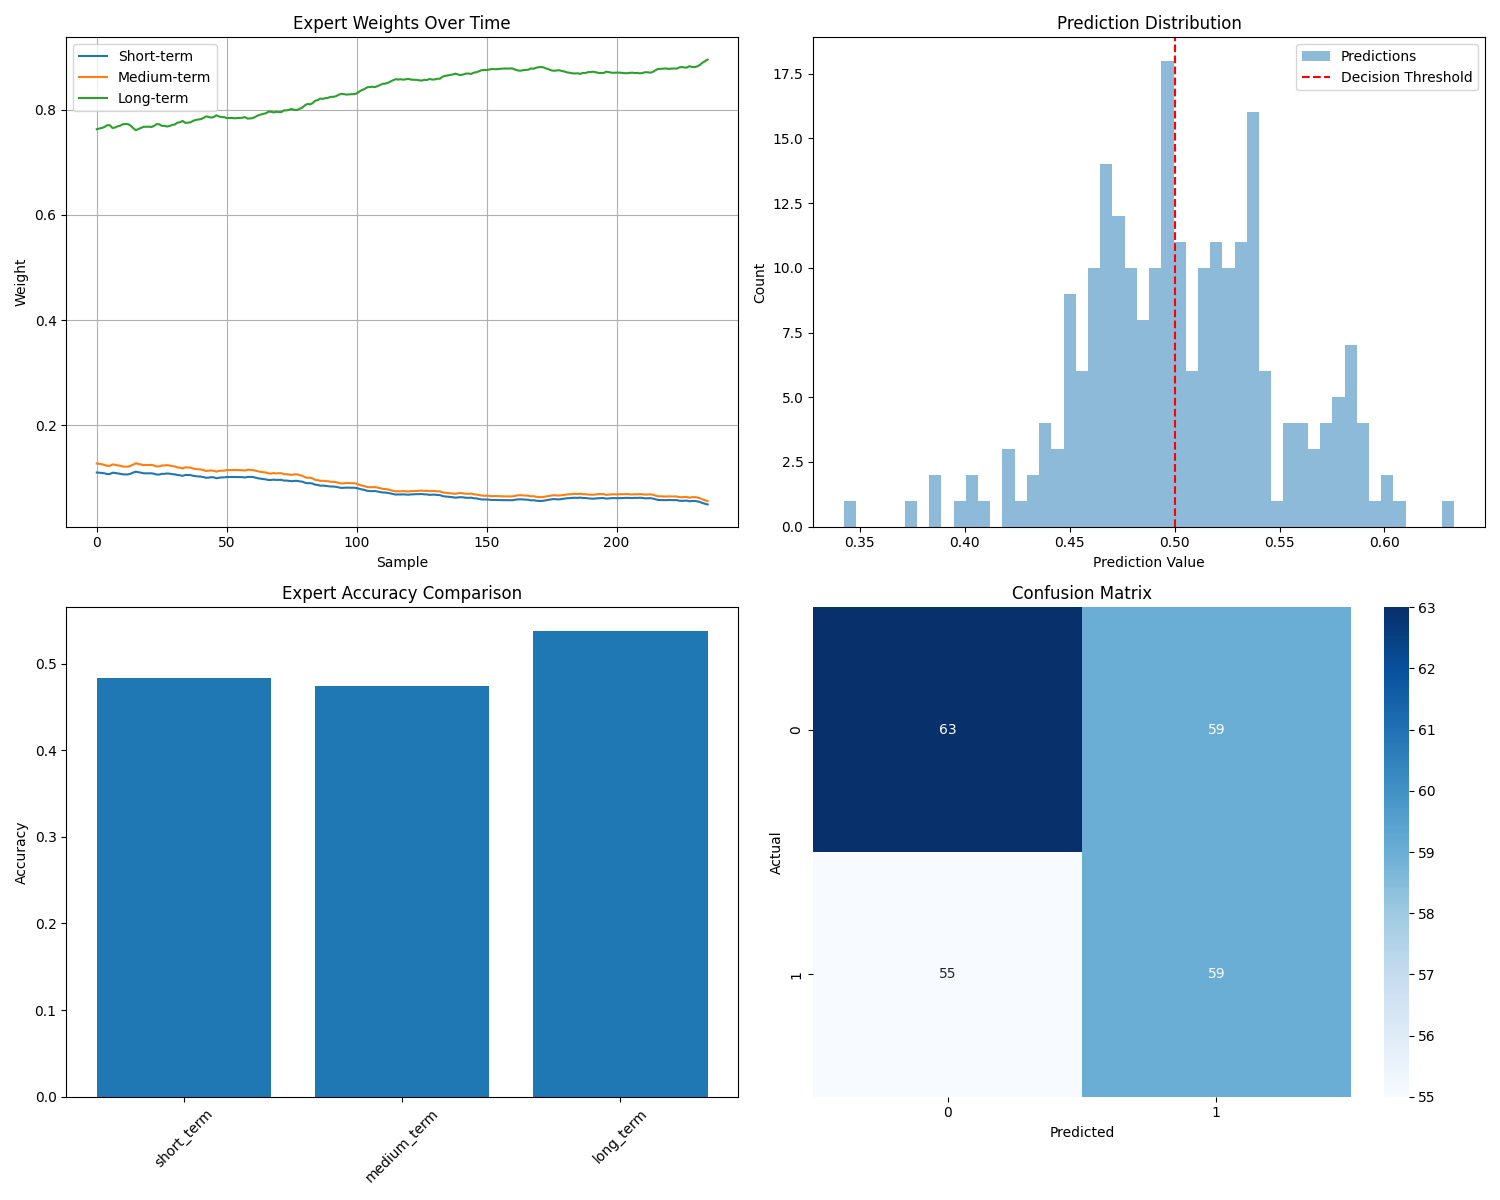 Expert Weights Over Time
Short-term
Medium-term
Long-term
0.8
0.6
0.4
0.2
Weight
0 50 100 150 200
Sample
Prediction Distribution
Predictions
Decision Threshold
17.5
15.0
12.5
10.0
7.5
5.0
2.5
0.0
Count
0.35 0.40 0.45 0.50 0.55 0.60
Prediction Value
Expert Accuracy Comparison
0.5
0.4
0.3
0.2
0.1
0.0
Accuracy
short_term
medium_term
long_term
Confusion Matrix
63 59
55 59
0
1
Actual
0 1
Predicted
63
62
61
60
59
58
57
56
55